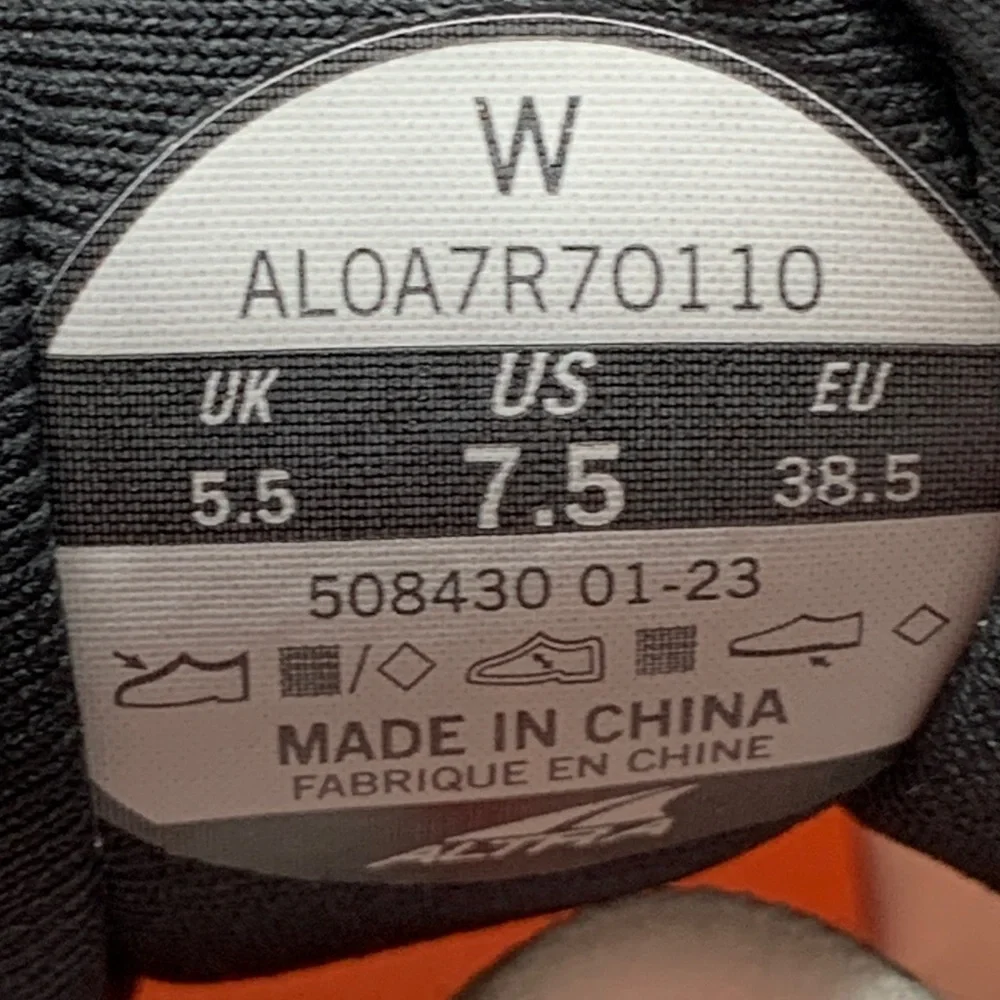 W
AL0A7R7O110
UK US EU
5.5 7.5 38.5
508430 01-23
/
MADE IN CHINA
FABRIQUE EN CHINE
ALTRA